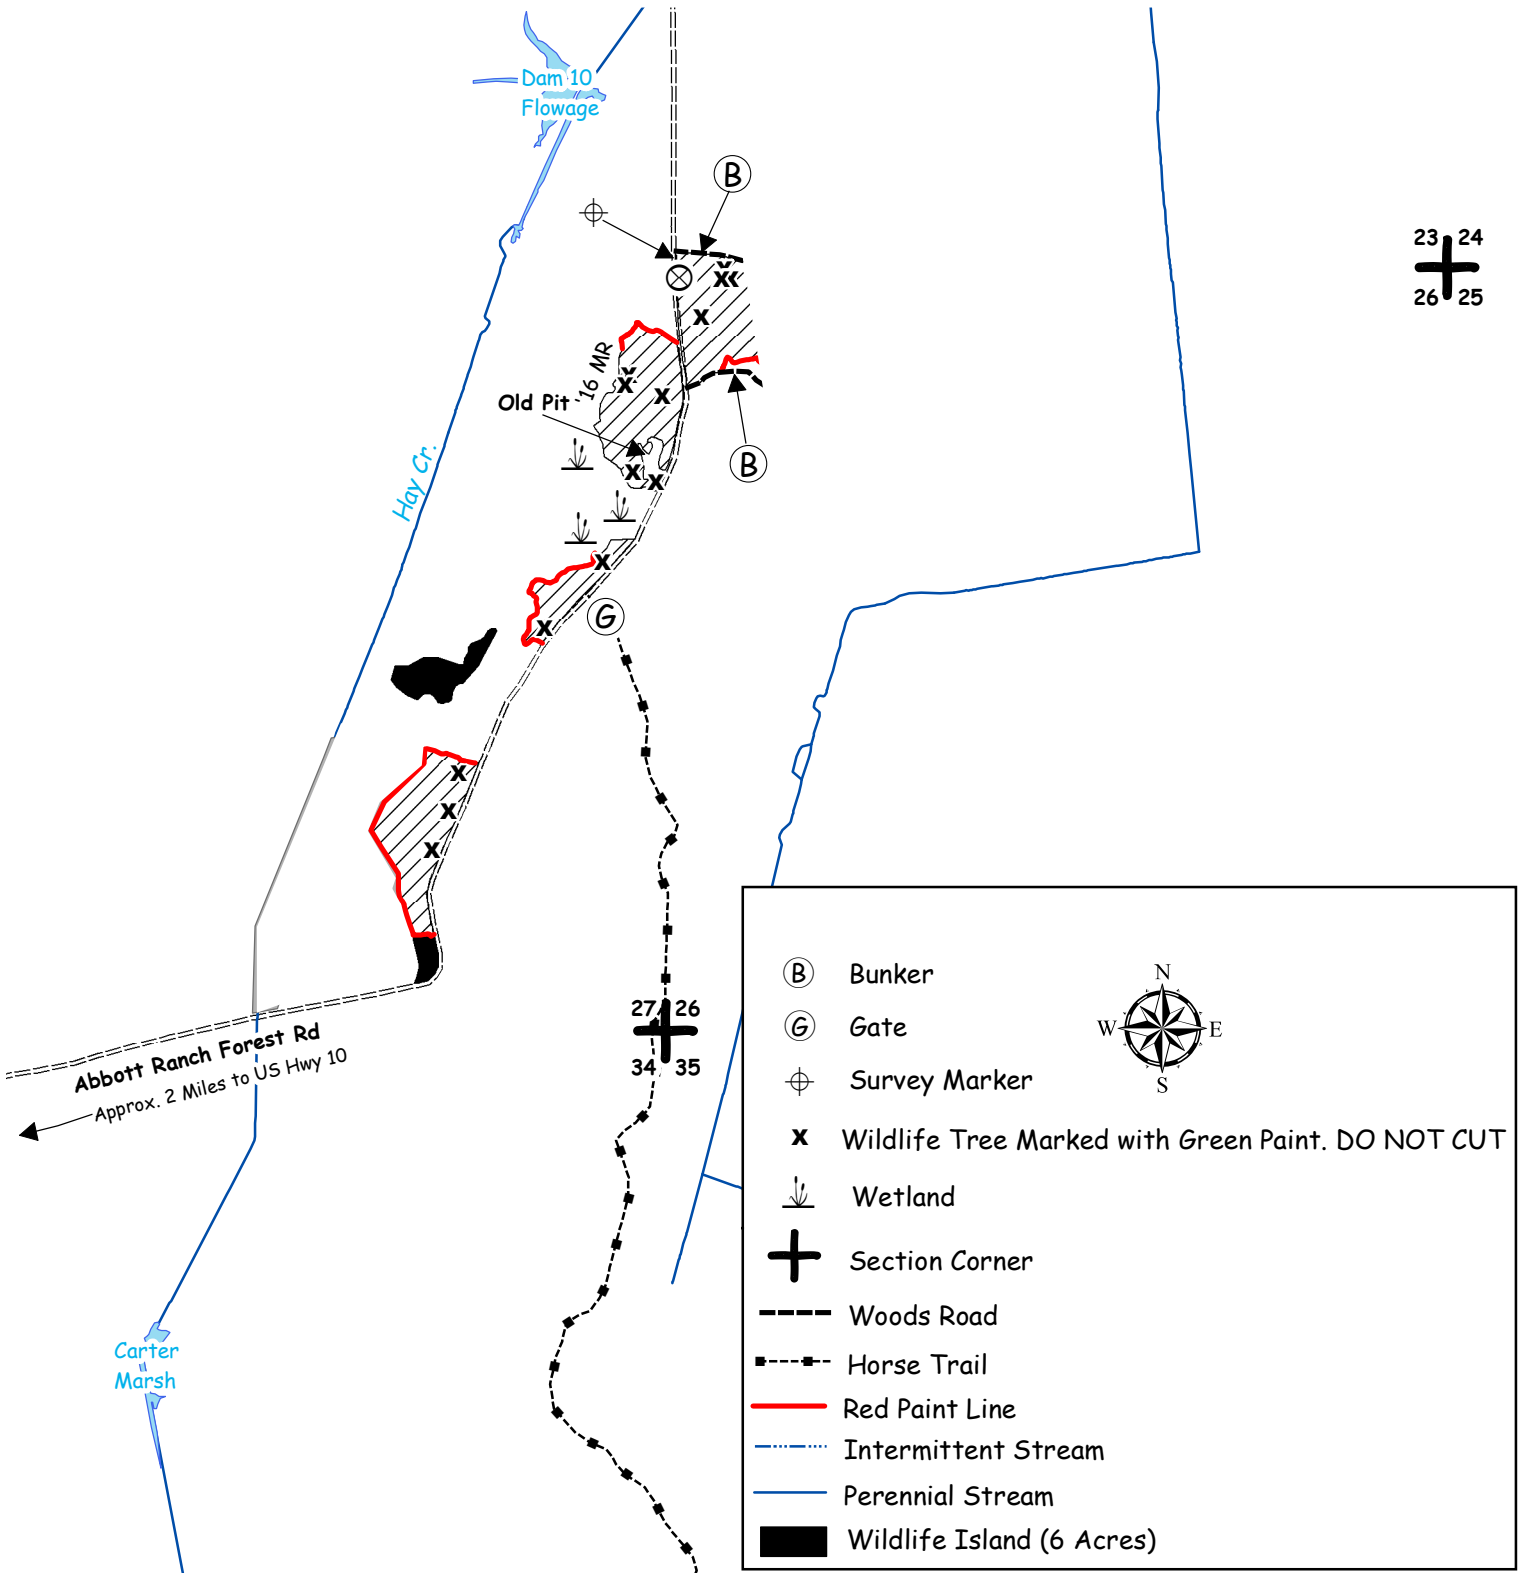 Dam 10
Flowage
B
23 24
26 25
'16 MR
Old Pit
B
Hay Cr.
G
27 26
34 35
Abbott Ranch Forest Rd
Approx. 2 Miles to US Hwy 10
Carter
Marsh
B Bunker
G Gate
Survey Marker
x Wildlife Tree Marked with Green Paint. DO NOT CUT
Wetland
Section Corner
Woods Road
Horse Trail
Red Paint Line
Intermittent Stream
Perennial Stream
Wildlife Island (6 Acres)
N
W E
S